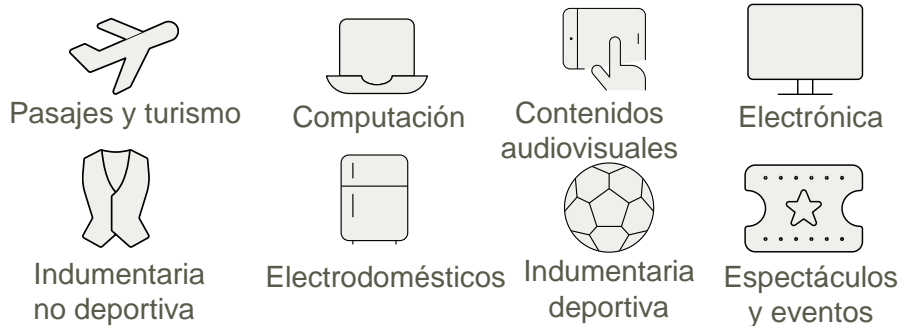 Pasajes y turismo
Computación
Contenidos
audiovisuales
Electrónica
Indumentaria
no deportiva
Electrodomésticos
Indumentaria
deportiva
Espectáculos
y eventos